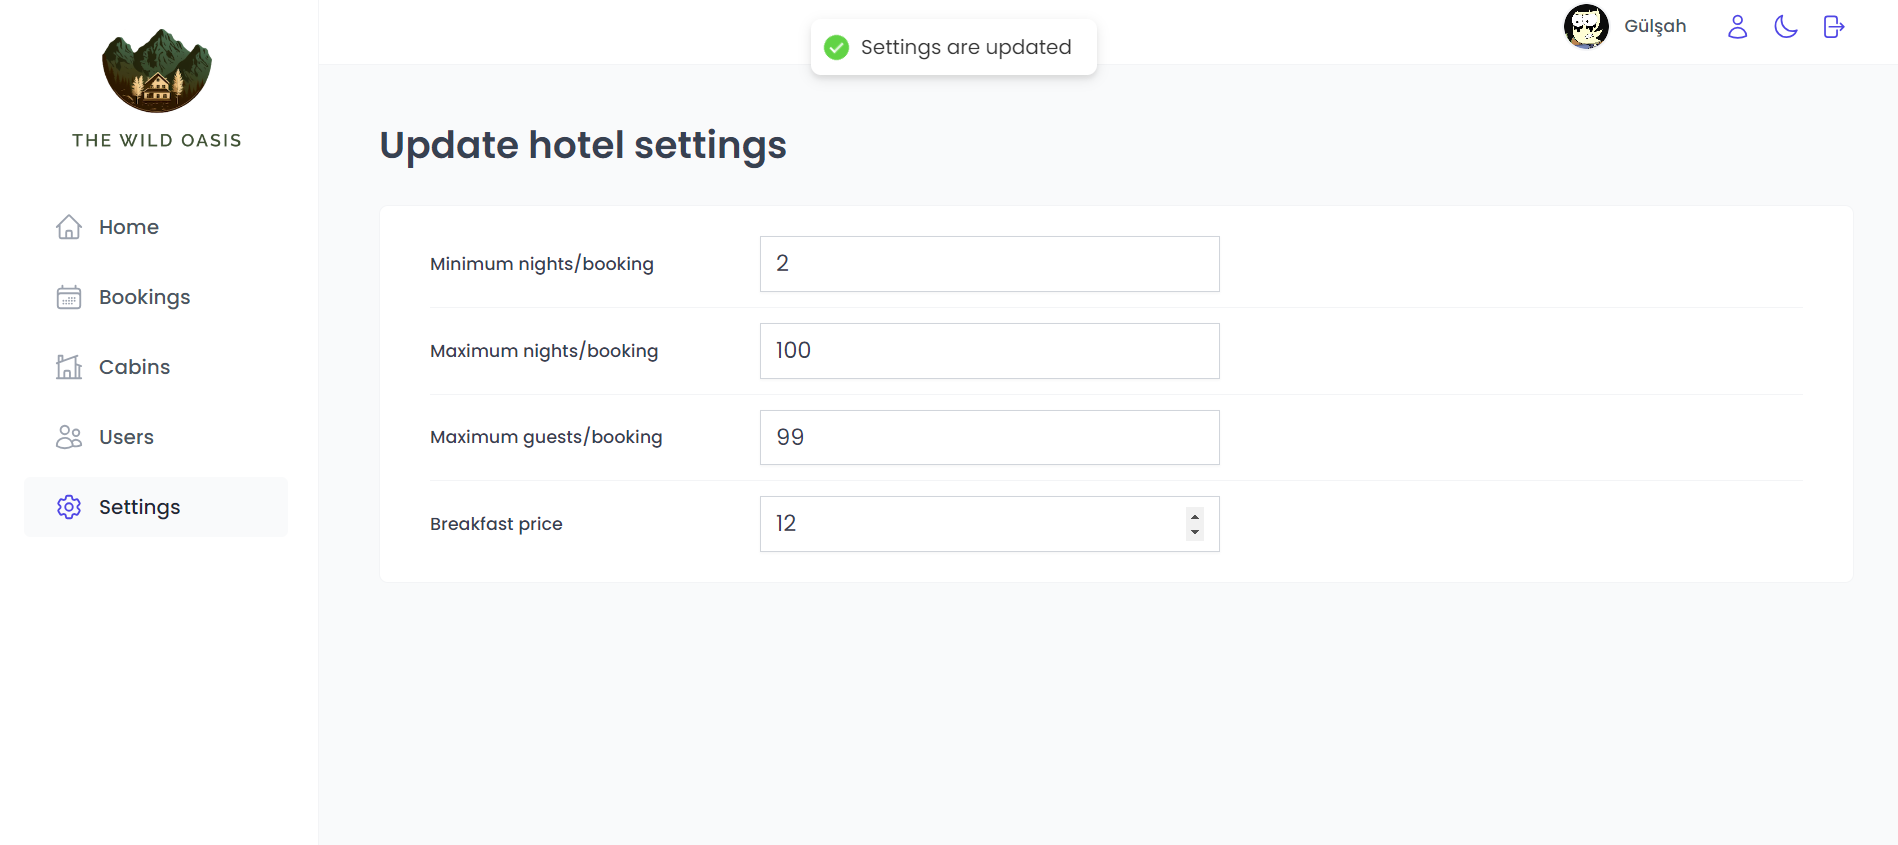 THE WILD OASIS
Home
Bookings
Cabins
Users
Settings
Settings are updated
Gülşah
Update hotel settings
Minimum nights/booking
2
Maximum nights/booking
100
Maximum guests/booking
99
Breakfast price
12